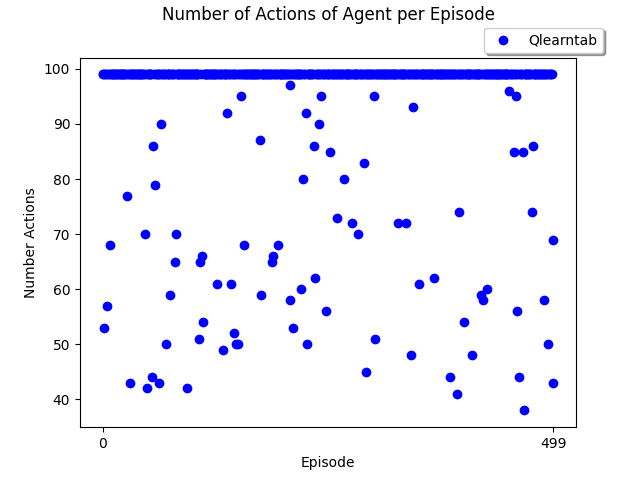 Number of Actions of Agent per Episode
Qlearntab
100
90
80
70
60
50
40
Number Actions
0
499
Episode